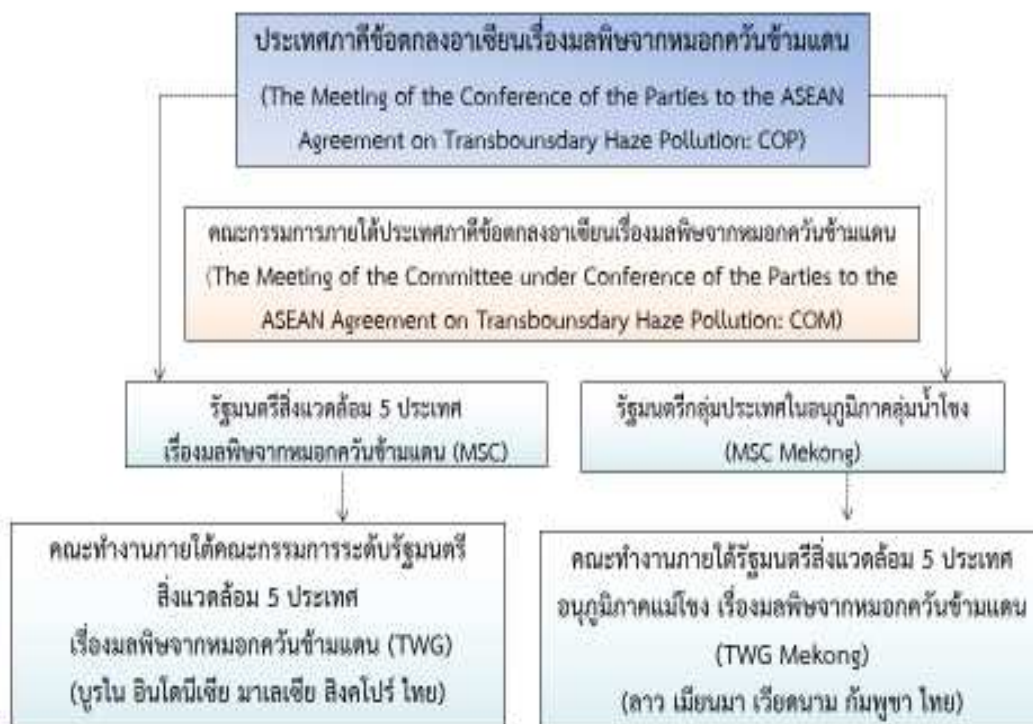 ประเทศภาคีข้อตกลงอาเซียนเรื่องมลพิษจากหมอกควันข้ามแดน
(The Meeting of the Conference of the Parties to the ASEAN
Agreement on Transbounsdary Haze Pollution: COP)
คณะกรรมการภายใต้ประเทศภาคีข้อตกลงอาเซียนเรื่องมลพิษจากหมอกควันข้ามแดน
(The Meeting of the Committee under Conference of the Parties to the
ASEAN Agreement on Transbounsdary Haze Pollution: COM)
รัฐมนตรีสิ่งแวดล้อม 5 ประเทศ
เรื่องมลพิษจากหมอกควันข้ามแดน (MSC)
รัฐมนตรีกลุ่มประเทศในอนุภูมิภาคลุ่มน้ำโขง
(MSC Mekong)
คณะทำงานภายใต้คณะกรรมการระดับรัฐมนตรี
สิ่งแวดล้อม 5 ประเทศ
เรื่องมลพิษจากหมอกควันข้ามแดน (TWG)
(บรูไน อินโดนีเซีย มาเลเซีย สิงคโปร์ ไทย)
คณะทำงานภายใต้รัฐมนตรีสิ่งแวดล้อม 5 ประเทศ
อนุภูมิภาคแม่โขง เรื่องมลพิษจากหมอกควันข้ามแดน
(TWG Mekong)
(ลาว เมียนมา เวียดนาม กัมพูชา ไทย)